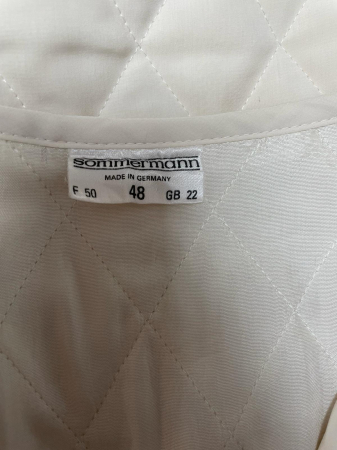 sommermann
MADE IN GERMANY
F 50 48 GB 22